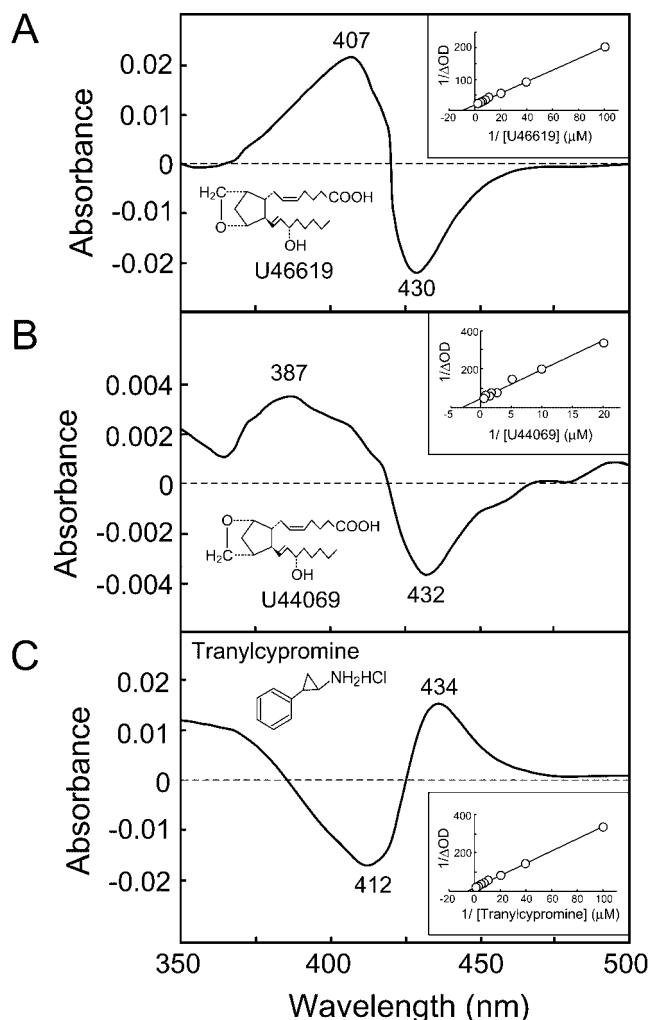 A
Absorbance
0.02
0.01
0
-0.01
-0.02
407
430
H₂C
O
COOH
OH
U46619
1/ΔOD
200
100
-20 0 20 40 60 80 100
1/ [U46619] (μM)
B
Absorbance
0.004
0.002
0
-0.002
-0.004
387
432
O
H₂C
COOH
OH
U44069
1/ΔOD
400
200
0
-5 0 5 10 15 20
1/ [U44069] (μM)
C
Absorbance
0.02
0.01
0
-0.01
-0.02
Tranylcypromine
NH₂HCl
434
412
1/ΔOD
400
200
-20 0 20 40 60 80 100
1/ [Tranylcypromine] (μM)
350 400 450 500
Wavelength (nm)